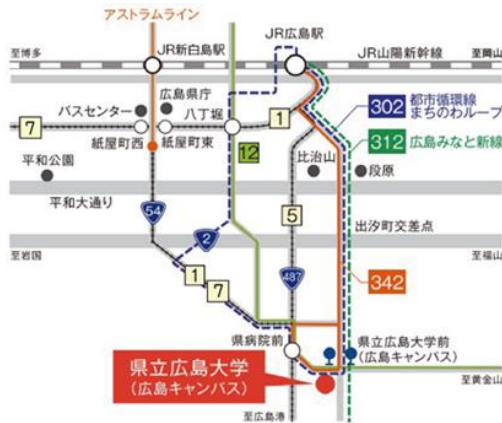 アストラムライン
JR広島駅
至博多
JR新白島駅
JR山陽新幹線
至岡山
広島県庁
バスセンター
八丁堀
1
302 都市循環線
まちのわループ
7
紙屋町西
紙屋町東
312 広島みなと新線
12
比治山
段原
平和公園
平和大通り
54
5
出汐町交差点
2
至岩国
至福山
1
487
342
7
県病院前
県立広島大学前
(広島キャンパス)
県立広島大学
(広島キャンパス)
至黄金山
至広島港